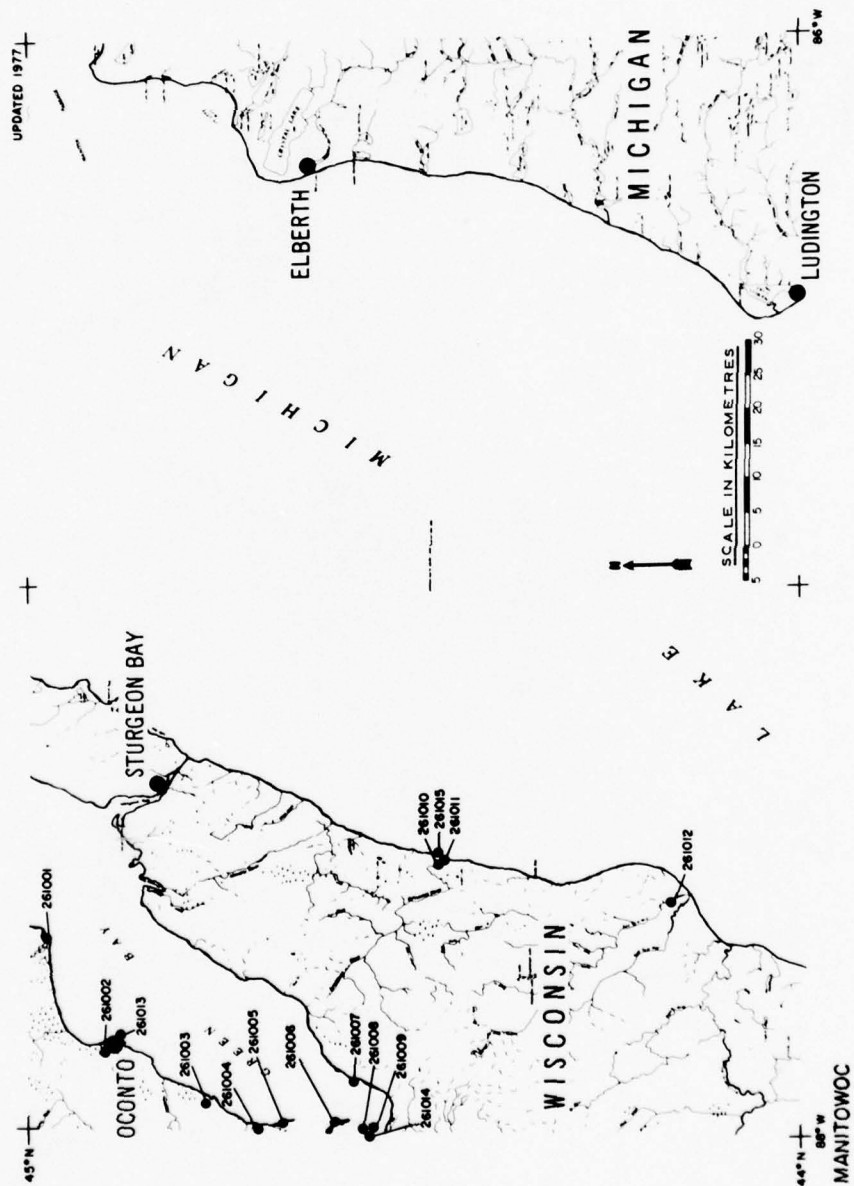 UPDATED 1977
45°W
261001
261002
261013
OCONTO
BAY
GREEN
261003
261004
261005
261006
261007
261008
261009
261014
STURGEON BAY
261010
261015
261011
261012
WISCONSIN
LAKE
MICHIGAN
N
ELBERTH
CRYSTAL LAKE
MICHIGAN
LUDINGTON
SCALE IN KILOMETRES
5 0 5 10 15 20 25 30
44°
88°W
86°W
MANITOWOC